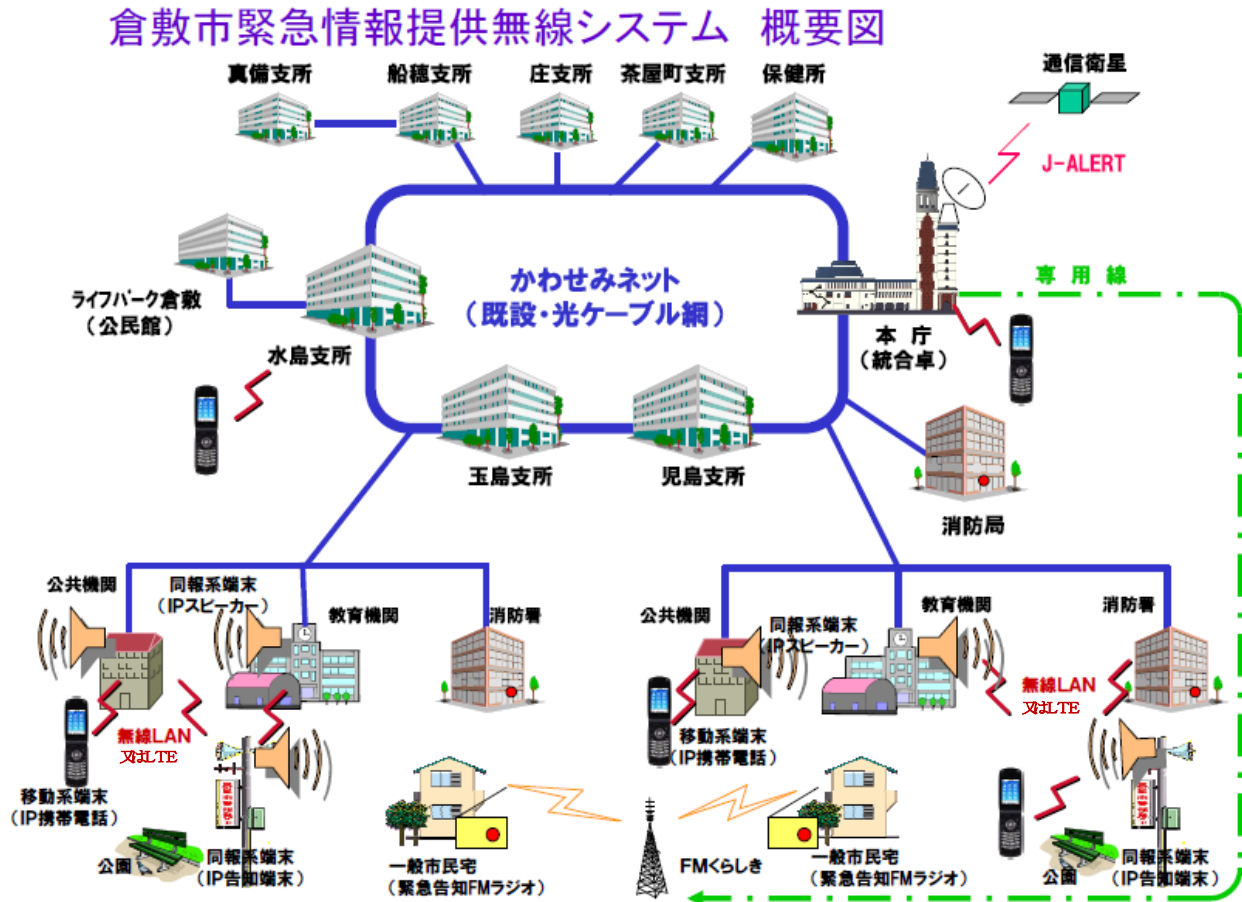 倉敷市緊急情報提供無線システム 概要図
真備支所
船穂支所
庄支所
茶屋町支所
保健所
通信衛星
J-ALERT
専用線
かわせみネット
（既設・光ケーブル網）
ライフパーク倉敷
（公民館）
水島支所
本庁
（統合卓）
玉島支所
児島支所
消防局
公共機関
同報系端末
（IPスピーカー）
教育機関
消防署
無線LAN
又はLTE
移動系端末
（IP携帯電話）
公園
同報系端末
（IP告知端末）
一般市民宅
（緊急告知FMラジオ）
FMくらしき
公共機関
同報系端末
（IPスピーカー）
教育機関
消防署
無線LAN
又はLTE
移動系端末
（IP携帯電話）
一般市民宅
（緊急告知FMラジオ）
公園
同報系端末
（IP告知端末）